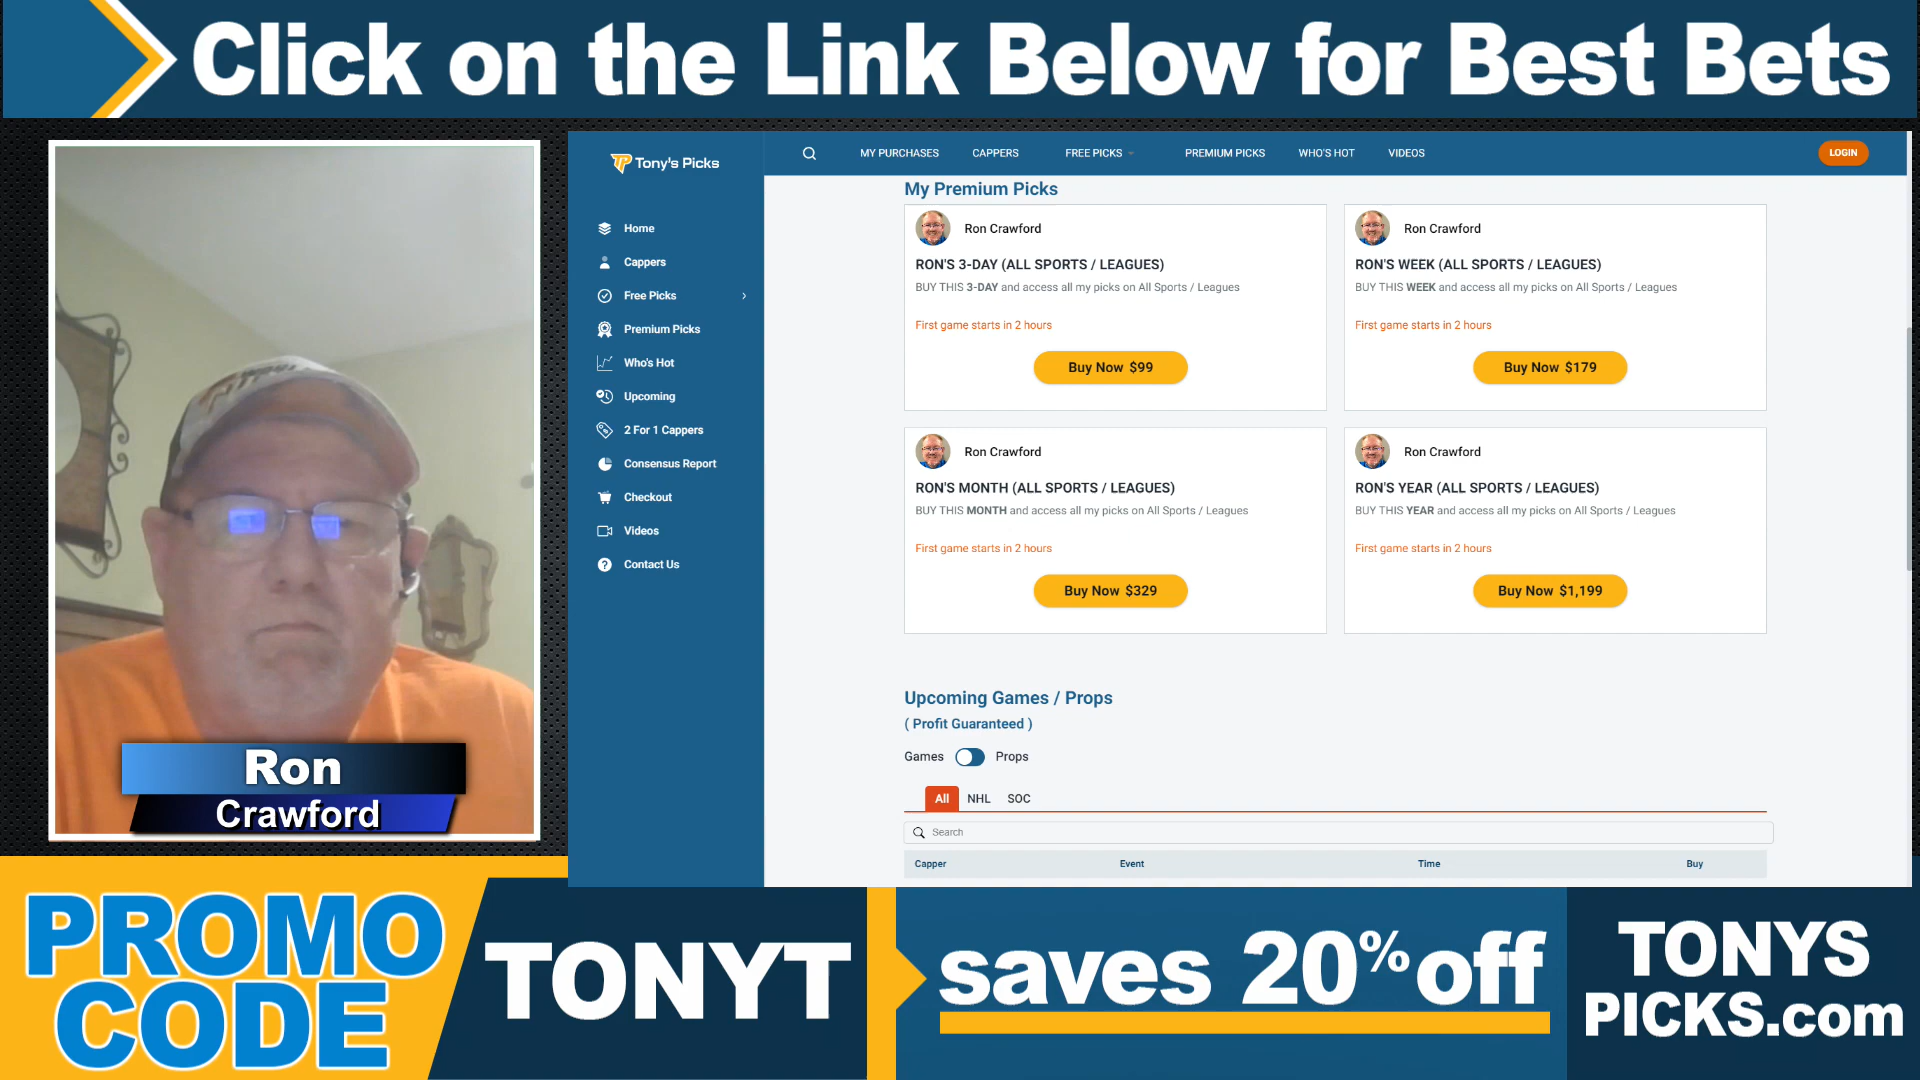 Click on the Link Below for Best Bets
TP Tony's Picks
MY PURCHASES
CAPPERS
FREE PICKS
PREMIUM PICKS
WHO'S HOT
VIDEOS
LOGIN
Home
Cappers
Free Picks
Premium Picks
Who's Hot
Upcoming
2 For 1 Cappers
Consensus Report
Checkout
Videos
Contact Us
My Premium Picks
Ron Crawford
RON'S 3-DAY (ALL SPORTS / LEAGUES)
BUY THIS 3-DAY and access all my picks on All Sports / Leagues
First game starts in 2 hours
Buy Now $99
Ron Crawford
RON'S WEEK (ALL SPORTS / LEAGUES)
BUY THIS WEEK and access all my picks on All Sports / Leagues
First game starts in 2 hours
Buy Now $179
Ron Crawford
RON'S MONTH (ALL SPORTS / LEAGUES)
BUY THIS MONTH and access all my picks on All Sports / Leagues
First game starts in 2 hours
Buy Now $329
Ron Crawford
RON'S YEAR (ALL SPORTS / LEAGUES)
BUY THIS YEAR and access all my picks on All Sports / Leagues
First game starts in 2 hours
Buy Now $1,199
Upcoming Games / Props
( Profit Guaranteed )
Games Props
All NHL SOC
Search
Capper Event Time Buy
Ron
Crawford
PROMO
CODE
TONYT
saves 20% off
TONYS
PICKS.com